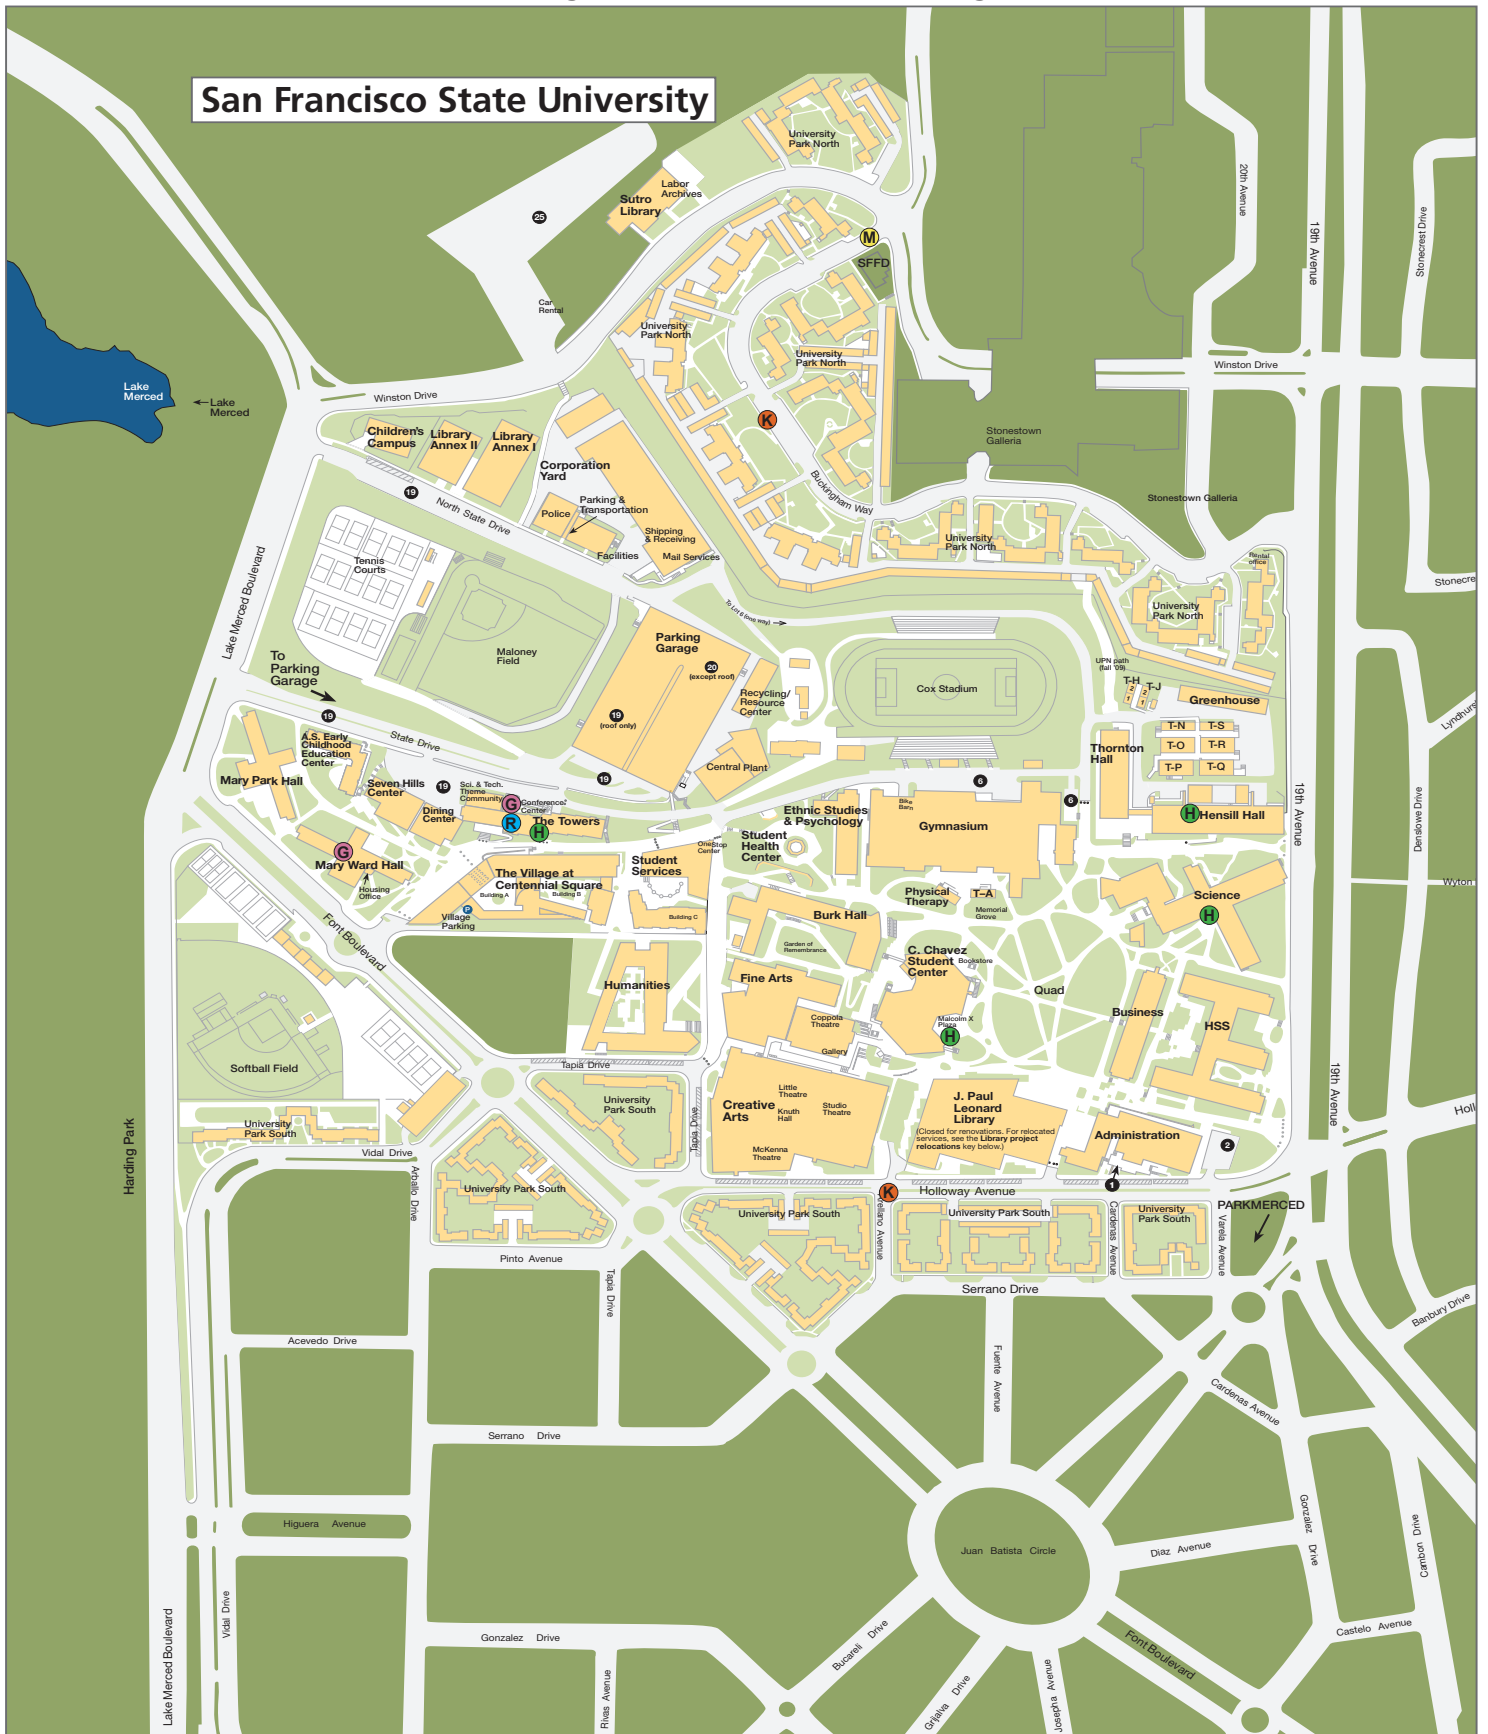 San Francisco State University
University
Park North
Labor
Archives
Sutro
Library
25
20th Avenue
19th Avenue
Stonecrest Drive
M
SFFD
Car
Rental
University
Park North
University
Park North
Winston Drive
Lake
Merced
Lake
Merced
Winston Drive
K
Children's
Campus
Library
Annex II
Library
Annex I
Stonestown
Galleria
Corporation
Yard
19
North State Drive
Parking &
Transportation
Police
Buckingham Way
Stonestown Galleria
Shipping
& Receiving
Mail Services
Facilities
University
Park North
Rental
office
Tennis
Courts
Stonecre
Lake Merced Boulevard
To Lot 6 (one way)
University
Park North
Maloney
Field
Parking
Garage
20
(except roof)
To
Parking
Garage
UPN path
(fall '09)
T-H
2
1
T-J
2
1
Cox Stadium
Recycling/
Resource
Center
Greenhouse
Lyndhurs
19
19
(roof only)
T-N
T-S
State Drive
A.S. Early
Childhood
Education
Center
Thornton
Hall
T-O
T-R
Central Plant
T-P
T-Q
Mary Park Hall
Seven Hills
Center
19
Sci. & Tech.
Theme
Community
19
6
6
G
Conference
Center
Bike
Barn
Ethnic Studies
& Psychology
Dining
Center
R
The Towers
H
Gymnasium
H
Hensill Hall
19th Avenue
Denslowe Drive
Student
Health
Center
OneStop
Center
G
Mary Ward Hall
Student
Services
The Village at
Centennial Square
Building A
Building B
Housing
Office
Physical
Therapy
T–A
Science
Wyton
Memorial
Grove
H
P
Village
Parking
Building C
Burk Hall
Font Boulevard
Garden of
Remembrance
C. Chavez
Student
Center
Bookstore
Humanities
Fine Arts
Quad
Business
HSS
Coppola
Theatre
Malcolm X
Plaza
H
Gallery
Softball Field
Tapia Drive
19th Avenue
Little
Theatre
Creative
Arts
Knuth
Hall
Studio
Theatre
University
Park South
J. Paul
Leonard
Library
(Closed for renovations. For relocated
services, see the Library project
relocations key below.)
Holl
University
Park South
Tapia Drive
Administration
2
Vidal Drive
McKenna
Theatre
Harding Park
Arballo Drive
University Park South
K
Holloway Avenue
1
PARKMERCED
University Park South
Arellano Avenue
University Park South
Cardenas Avenue
University
Park South
Varela Avenue
Pinto Avenue
Tapia Drive
Serrano Drive
Banbury Drive
Acevedo Drive
Fuente Avenue
Cardenas Avenue
Serrano Drive
Higuera Avenue
Gonzalez Drive
Cambon Drive
Juan Batista Circle
Diaz Avenue
Lake Merced Boulevard
Vidal Drive
Gonzalez Drive
Bucareli Drive
Font Boulevard
Castelo Avenue
Rivas Avenue
Grijalva Drive
Josepha Avenue